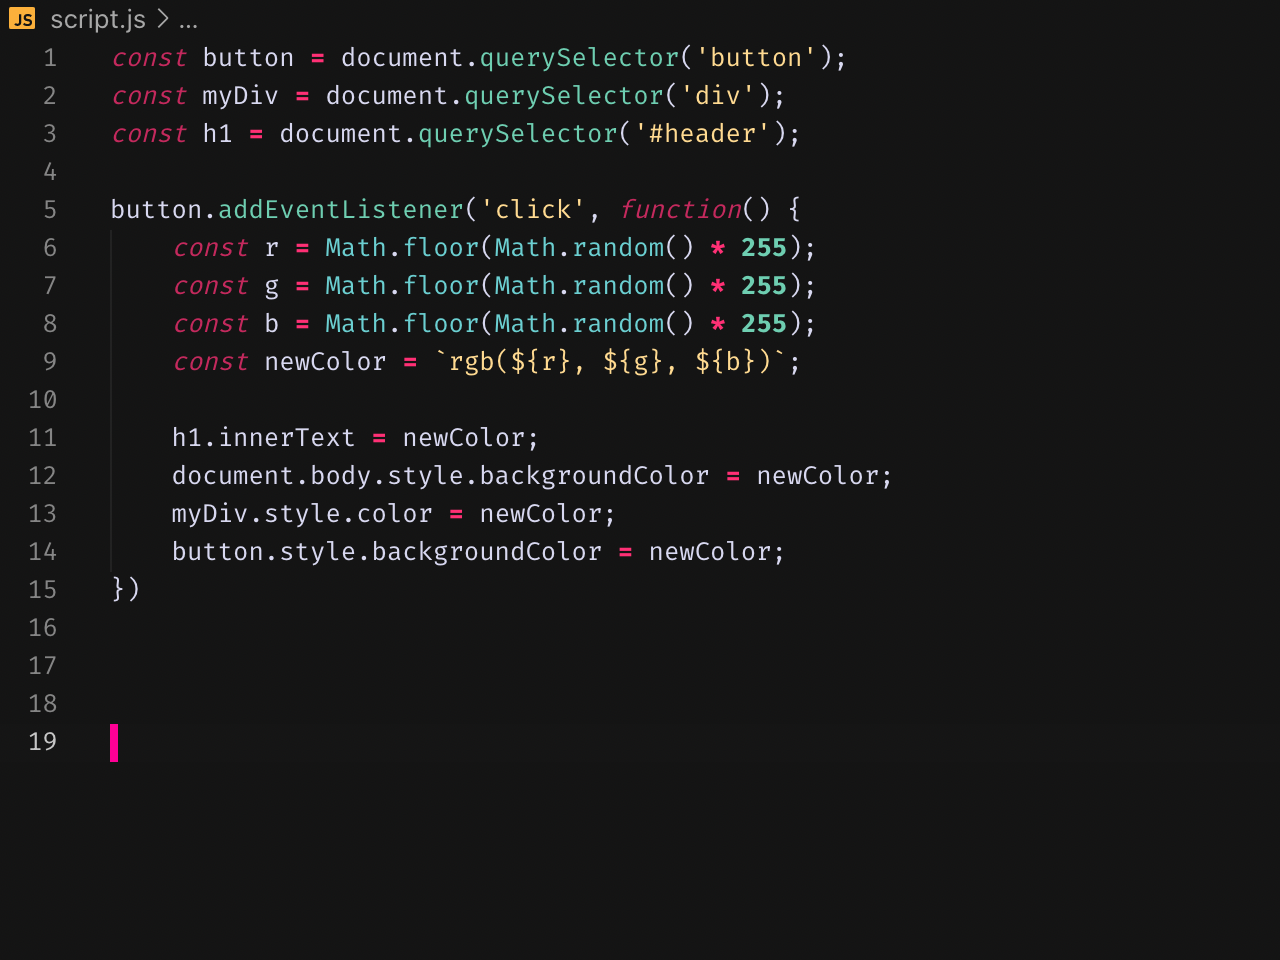 JS script.js > ...
1 const button = document.querySelector('button');
2 const myDiv = document.querySelector('div');
3 const h1 = document.querySelector('#header');
4
5 button.addEventListener('click', function() {
6     const r = Math.floor(Math.random() * 255);
7     const g = Math.floor(Math.random() * 255);
8     const b = Math.floor(Math.random() * 255);
9     const newColor = `rgb(${r}, ${g}, ${b})`;
10
11     h1.innerText = newColor;
12     document.body.style.backgroundColor = newColor;
13     myDiv.style.color = newColor;
14     button.style.backgroundColor = newColor;
15 })
16
17
18
19